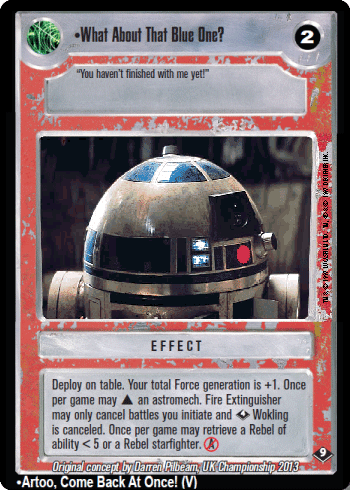 •What About That Blue One?
2
"You haven't finished with me yet!"
EFFECT
Deploy on table. Your total Force generation is +1. Once
per game may ▲ an astromech. Fire Extinguisher
may only cancel battles you initiate and Wokling
is canceled. Once per game may retrieve a Rebel of
ability < 5 or a Rebel starfighter. A
9
Original concept by Darren Pilbeam, UK Championship 2013
•Artoo, Come Back At Once! (V)